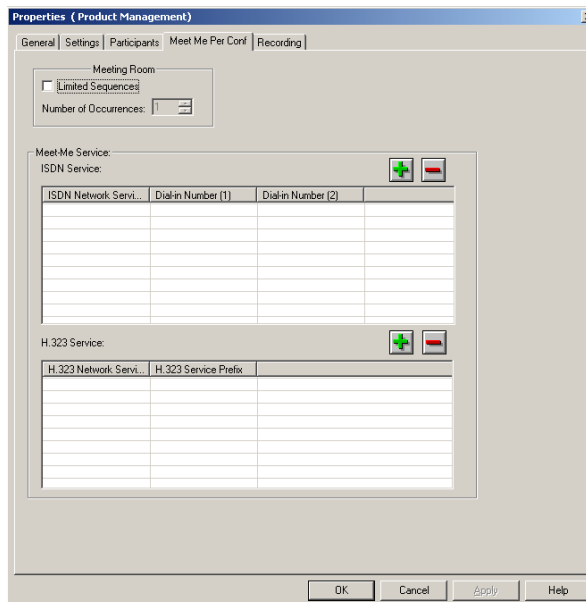 Properties ( Product Management)
General Settings Participants Meet Me Per Conf Recording
Meeting Room
Limited Sequences
Number of Occurrences: 1
Meet-Me Service:
ISDN Service:
ISDN Network Servi... Dial-in Number (1) Dial-in Number (2)
H.323 Service:
H.323 Network Servi... H.323 Service Prefix
OK Cancel Apply Help